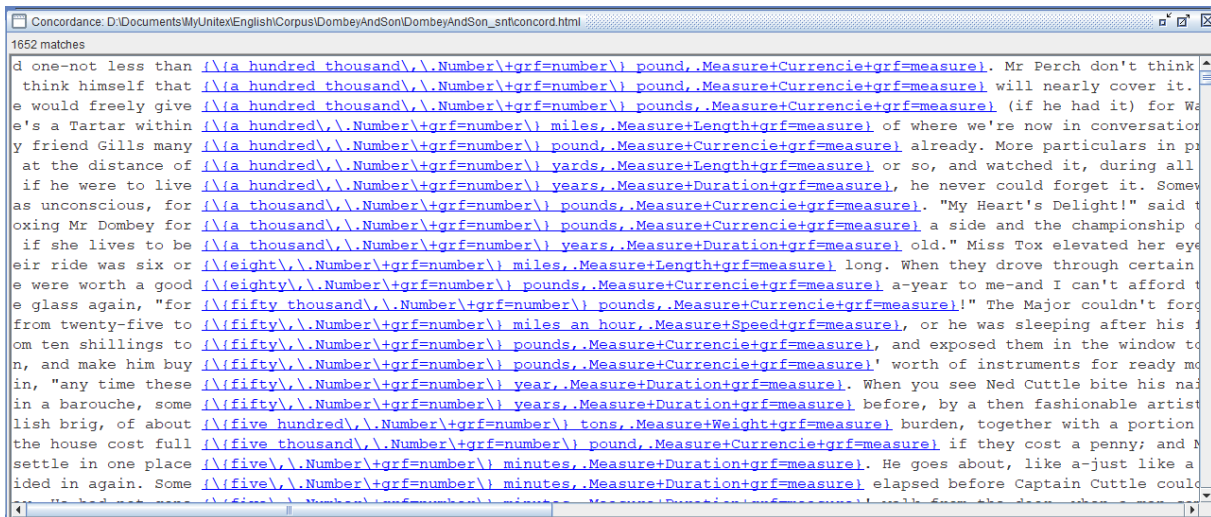 Concordance: D:\Documents\MyUnitex\English\Corpus\DombeyAndSon\DombeyAndSon_snt\concord.html
1652 matches
d one-not less than {\{a hundred thousand\,\.Number\+grf=number\} pound,.Measure+Currencie+grf=measure}. Mr Perch don't think
think himself that {\{a hundred thousand\,\.Number\+grf=number\} pound,.Measure+Currencie+grf=measure} will nearly cover it.
e would freely give {\{a hundred thousand\,\.Number\+grf=number\} pounds,.Measure+Currencie+grf=measure} (if he had it) for Wa
e's a Tartar within {\{a hundred\,\.Number\+grf=number\} miles,.Measure+Length+grf=measure} of where we're now in conversation
y friend Gills many {\{a hundred\,\.Number\+grf=number\} pound,.Measure+Currencie+grf=measure} already. More particulars in pr
at the distance of {\{a hundred\,\.Number\+grf=number\} yards,.Measure+Length+grf=measure} or so, and watched it, during all
if he were to live {\{a hundred\,\.Number\+grf=number\} years,.Measure+Duration+grf=measure}, he never could forget it. Somew
as unconscious, for {\{a thousand\,\.Number\+grf=number\} pounds,.Measure+Currencie+grf=measure}. "My Heart's Delight!" said t
oxing Mr Dombey for {\{a thousand\,\.Number\+grf=number\} pounds,.Measure+Currencie+grf=measure} a side and the championship o
if she lives to be {\{a thousand\,\.Number\+grf=number\} years,.Measure+Duration+grf=measure} old." Miss Tox elevated her eye
eir ride was six or {\{eight\,\.Number\+grf=number\} miles,.Measure+Length+grf=measure} long. When they drove through certain
e were worth a good {\{eighty\,\.Number\+grf=number\} pounds,.Measure+Currencie+grf=measure} a-year to me-and I can't afford t
e glass again, "for {\{fifty thousand\,\.Number\+grf=number\} pounds,.Measure+Currencie+grf=measure}!" The Major couldn't forg
from twenty-five to {\{fifty\,\.Number\+grf=number\} miles an hour,.Measure+Speed+grf=measure}, or he was sleeping after his f
om ten shillings to {\{fifty\,\.Number\+grf=number\} pounds,.Measure+Currencie+grf=measure}, and exposed them in the window to
n, and make him buy {\{fifty\,\.Number\+grf=number\} pounds,.Measure+Currencie+grf=measure}' worth of instruments for ready mo
in, "any time these {\{fifty\,\.Number\+grf=number\} year,.Measure+Duration+grf=measure}. When you see Ned Cuttle bite his nai
in a barouche, some {\{fifty\,\.Number\+grf=number\} years,.Measure+Duration+grf=measure} before, by a then fashionable artist
lish brig, of about {\{five hundred\,\.Number\+grf=number\} tons,.Measure+Weight+grf=measure} burden, together with a portion
the house cost full {\{five thousand\,\.Number\+grf=number\} pound,.Measure+Currencie+grf=measure} if they cost a penny; and M
settle in one place {\{five\,\.Number\+grf=number\} minutes,.Measure+Duration+grf=measure}. He goes about, like a-just like a
ided in again. Some {\{five\,\.Number\+grf=number\} minutes,.Measure+Duration+grf=measure} elapsed before Captain Cuttle could